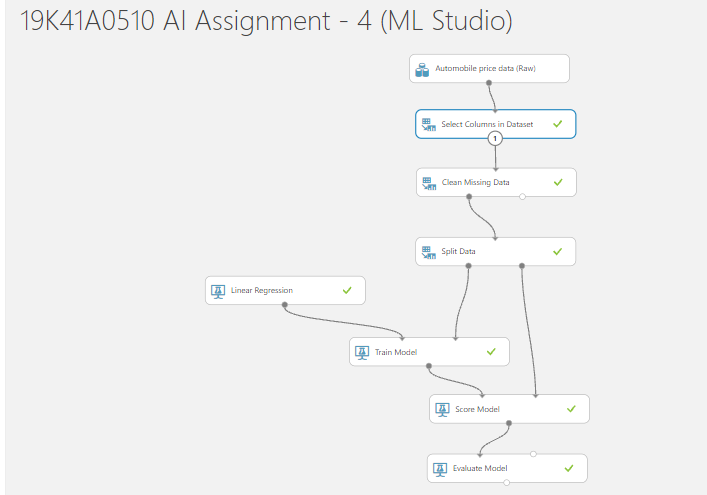 19K41A0510 AI Assignment - 4 (ML Studio)
Automobile price data (Raw)
Select Columns in Dataset
1
Clean Missing Data
Split Data
Linear Regression
Train Model
Score Model
Evaluate Model